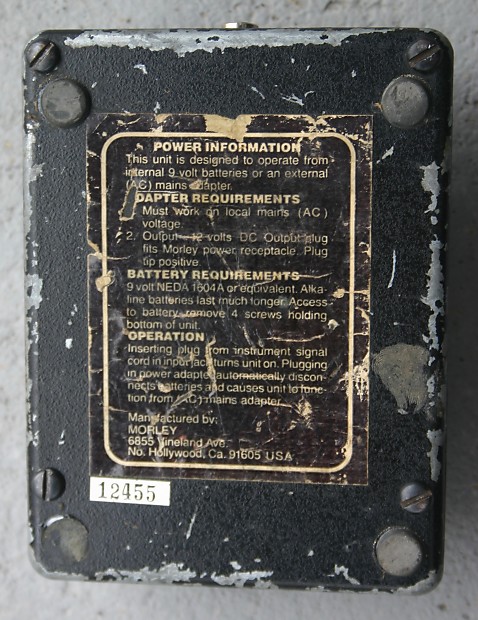 POWER INFORMATION
This unit is designed to operate from
internal 9 volt batteries or an external
(AC) mains adapter.
ADAPTER REQUIREMENTS
Must work on local mains (AC)
voltage.
2. Output 12 volts DC Output plug
fits Morley power receptacle. Plug
tip positive.
BATTERY REQUIREMENTS
9 volt NEDA 1604A or equivalent. Alka-
line batteries last much longer. Access
to battery remove 4 screws holding
bottom of unit.
OPERATION
Inserting plug from instrument signal
cord in input jack turns unit on. Plugging
in power adapter automatically discon-
nects batteries and causes unit to func-
tion from (AC) mains adapter.
Manufactured by:
MORLEY
6855 Vineland Ave.
No. Hollywood, Ca. 91605 USA
12455